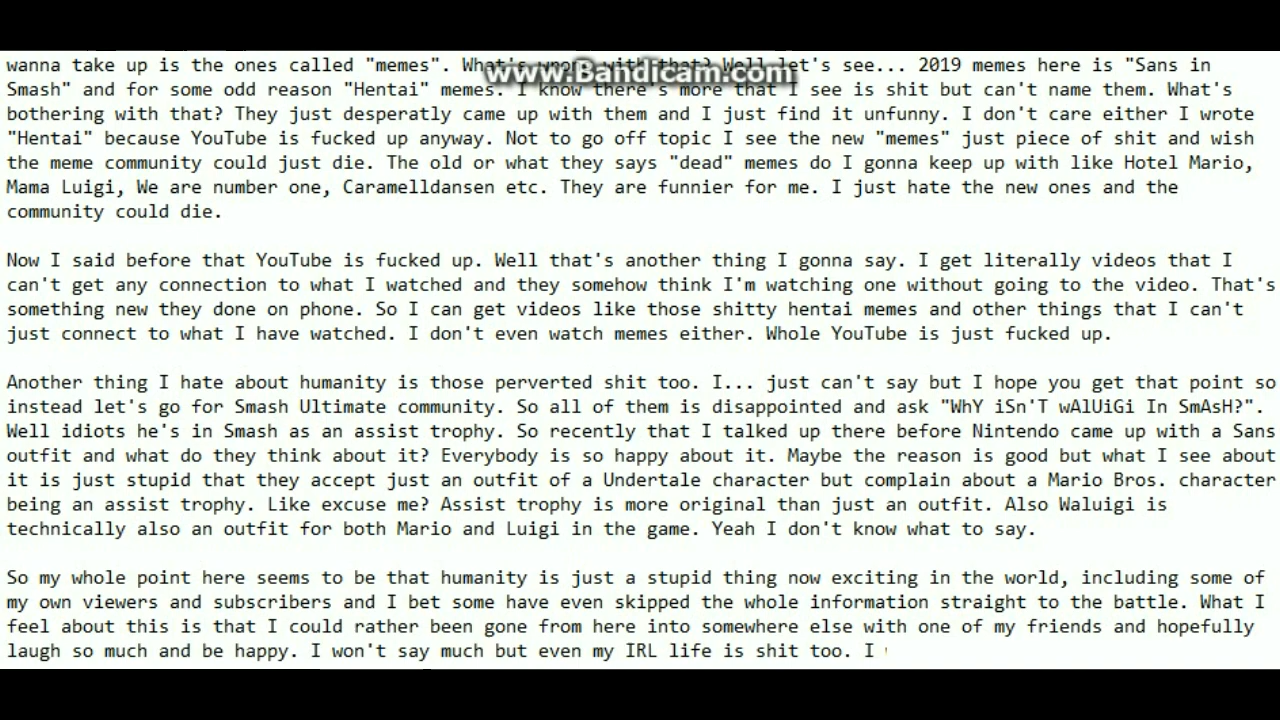 wanna take up is the ones called "memes". What's wrong with that? Well let's see... 2019 memes here is "Sans in
www.Bandicam.com
Smash" and for some odd reason "Hentai" memes. I know there's more that I see is shit but can't name them. What's
bothering with that? They just desperatly came up with them and I just find it unfunny. I don't care either I wrote
"Hentai" because YouTube is fucked up anyway. Not to go off topic I see the new "memes" just piece of shit and wish
the meme community could just die. The old or what they says "dead" memes do I gonna keep up with like Hotel Mario,
Mama Luigi, We are number one, Caramelldansen etc. They are funnier for me. I just hate the new ones and the
community could die.
Now I said before that YouTube is fucked up. Well that's another thing I gonna say. I get literally videos that I
can't get any connection to what I watched and they somehow think I'm watching one without going to the video. That's
something new they done on phone. So I can get videos like those shitty hentai memes and other things that I can't
just connect to what I have watched. I don't even watch memes either. Whole YouTube is just fucked up.
Another thing I hate about humanity is those perverted shit too. I... just can't say but I hope you get that point so
instead let's go for Smash Ultimate community. So all of them is disappointed and ask "WhY iSn'T wAlUiGi In SmAsH?".
Well idiots he's in Smash as an assist trophy. So recently that I talked up there before Nintendo came up with a Sans
outfit and what do they think about it? Everybody is so happy about it. Maybe the reason is good but what I see about
it is just stupid that they accept just an outfit of a Undertale character but complain about a Mario Bros. character
being an assist trophy. Like excuse me? Assist trophy is more original than just an outfit. Also Waluigi is
technically also an outfit for both Mario and Luigi in the game. Yeah I don't know what to say.
So my whole point here seems to be that humanity is just a stupid thing now exciting in the world, including some of
my own viewers and subscribers and I bet some have even skipped the whole information straight to the battle. What I
feel about this is that I could rather been gone from here into somewhere else with one of my friends and hopefully
laugh so much and be happy. I won't say much but even my IRL life is shit too. I